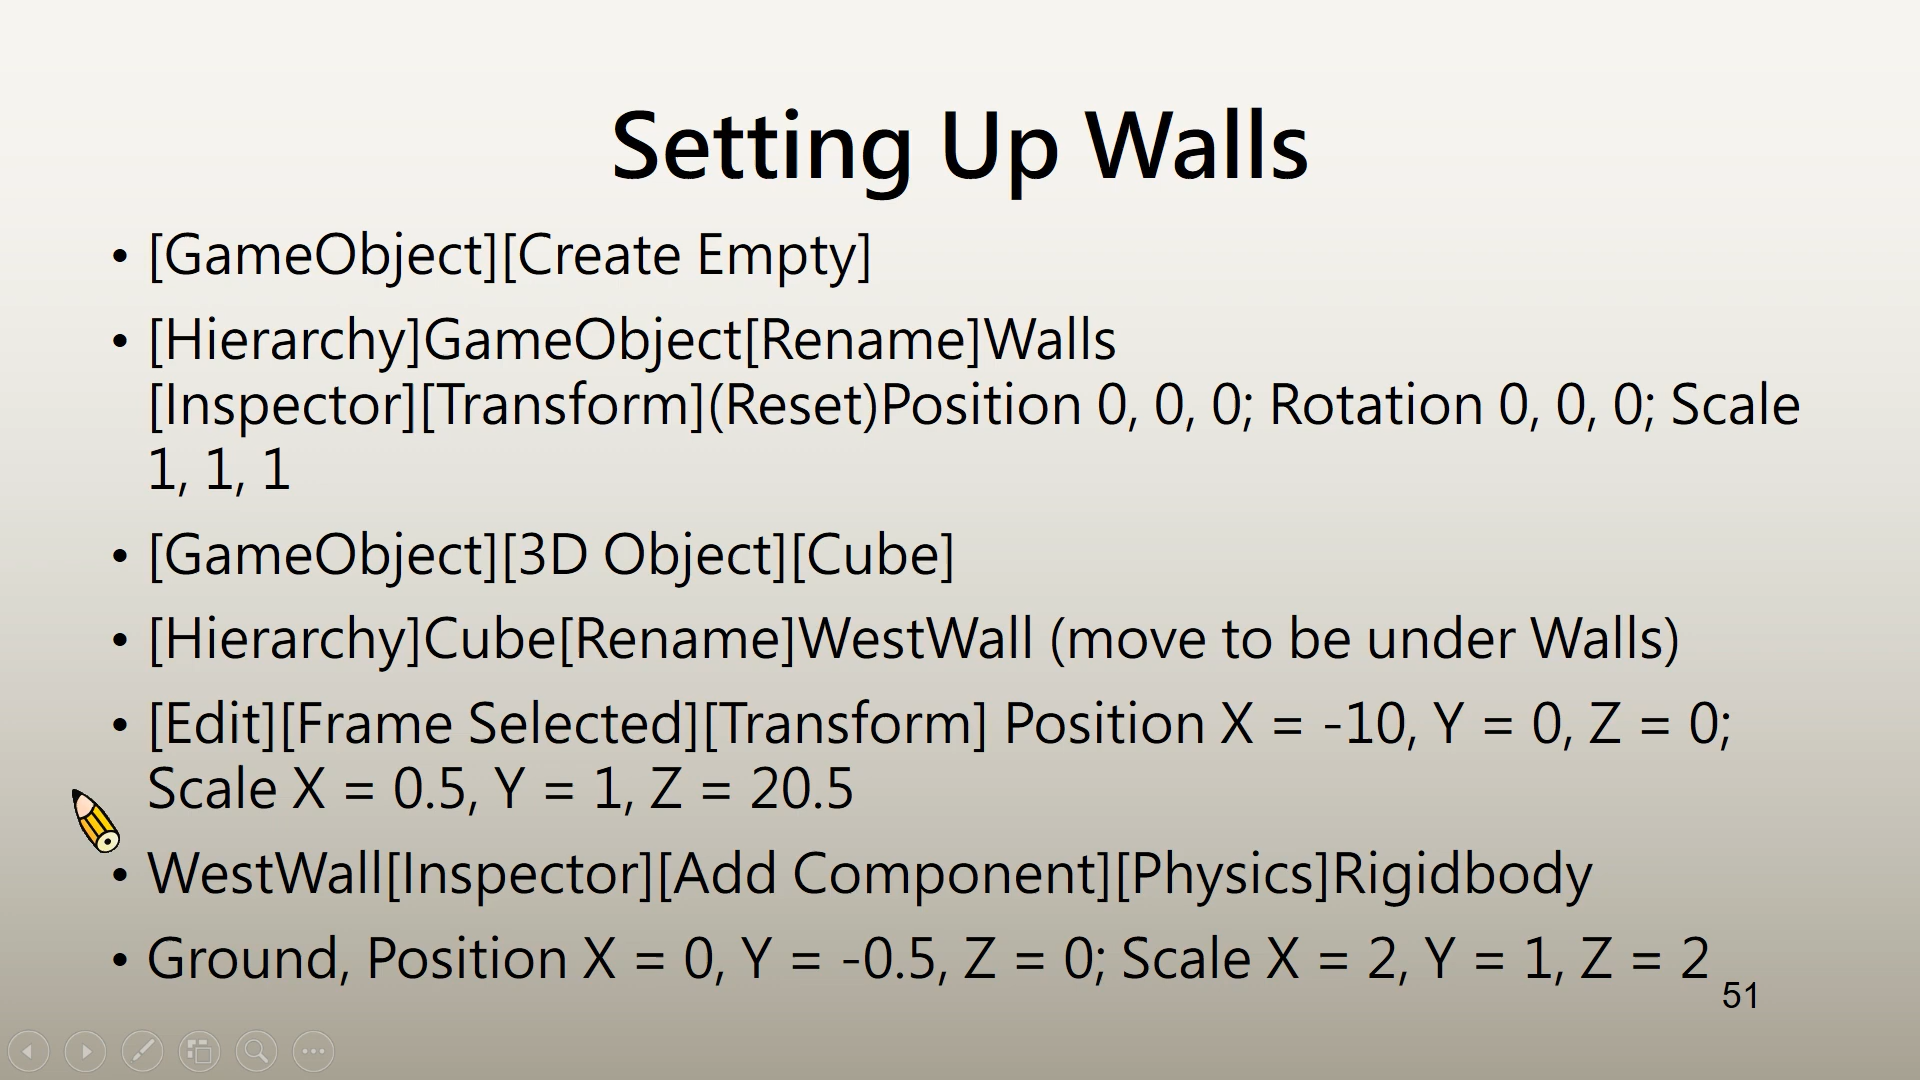 Setting Up Walls
• [GameObject][Create Empty]
• [Hierarchy]GameObject[Rename]Walls
[Inspector][Transform](Reset)Position 0, 0, 0; Rotation 0, 0, 0; Scale
1, 1, 1
• [GameObject][3D Object][Cube]
• [Hierarchy]Cube[Rename]WestWall (move to be under Walls)
• [Edit][Frame Selected][Transform] Position X = -10, Y = 0, Z = 0;
Scale X = 0.5, Y = 1, Z = 20.5
• WestWall[Inspector][Add Component][Physics]Rigidbody
• Ground, Position X = 0, Y = -0.5, Z = 0; Scale X = 2, Y = 1, Z = 2
51